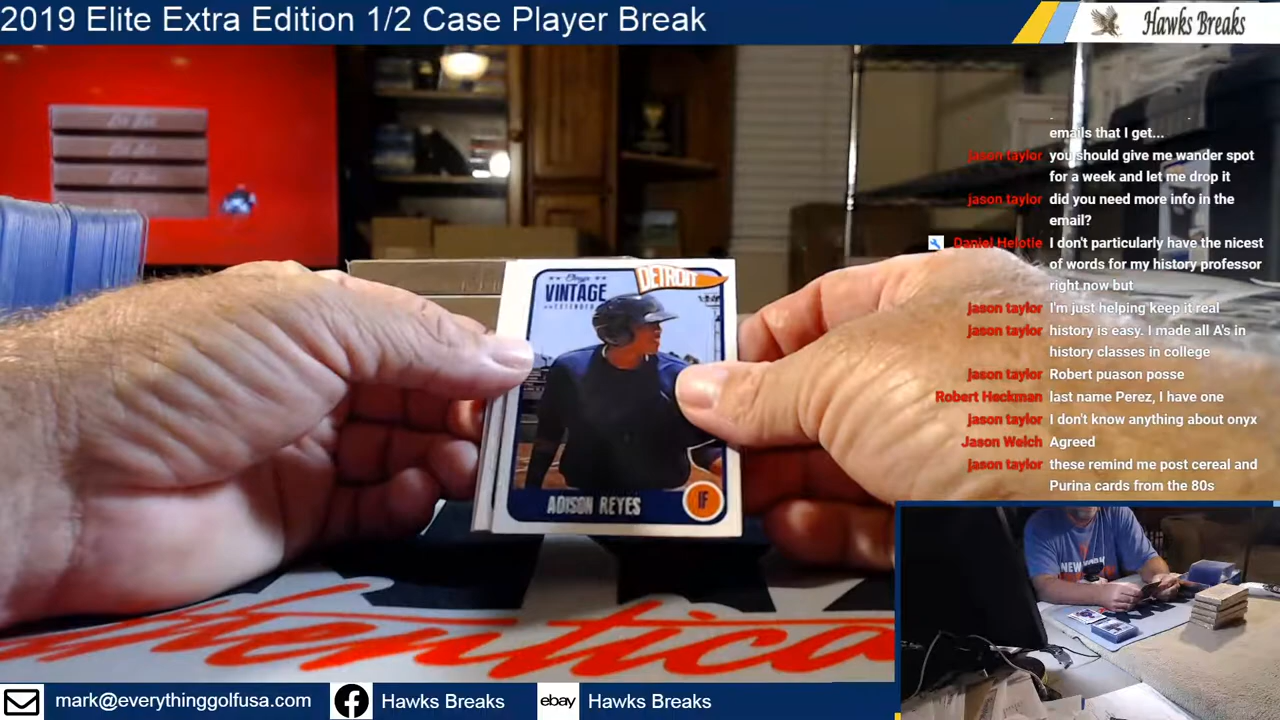 2019 Elite Extra Edition 1/2 Case Player Break
Hawks Breaks
emails that I get...
jason taylor you should give me wander spot
for a week and let me drop it
jason taylor did you need more info in the
email?
Daniel Helotie I don't particularly have the nicest
of words for my history professor
right now but
jason taylor I'm just helping keep it real
jason taylor history is easy. I made all A's in
history classes in college
jason taylor Robert puason posse
Robert Heckman last name Perez, I have one
jason taylor I don't know anything about onyx
Jason Welch Agreed
jason taylor these remind me post cereal and
Purina cards from the 80s
Onyx
VINTAGE
EXTENDED
DETROIT
ADISON REYES
IF
NEW
mark@everythinggolfusa.com
Hawks Breaks
ebay
Hawks Breaks